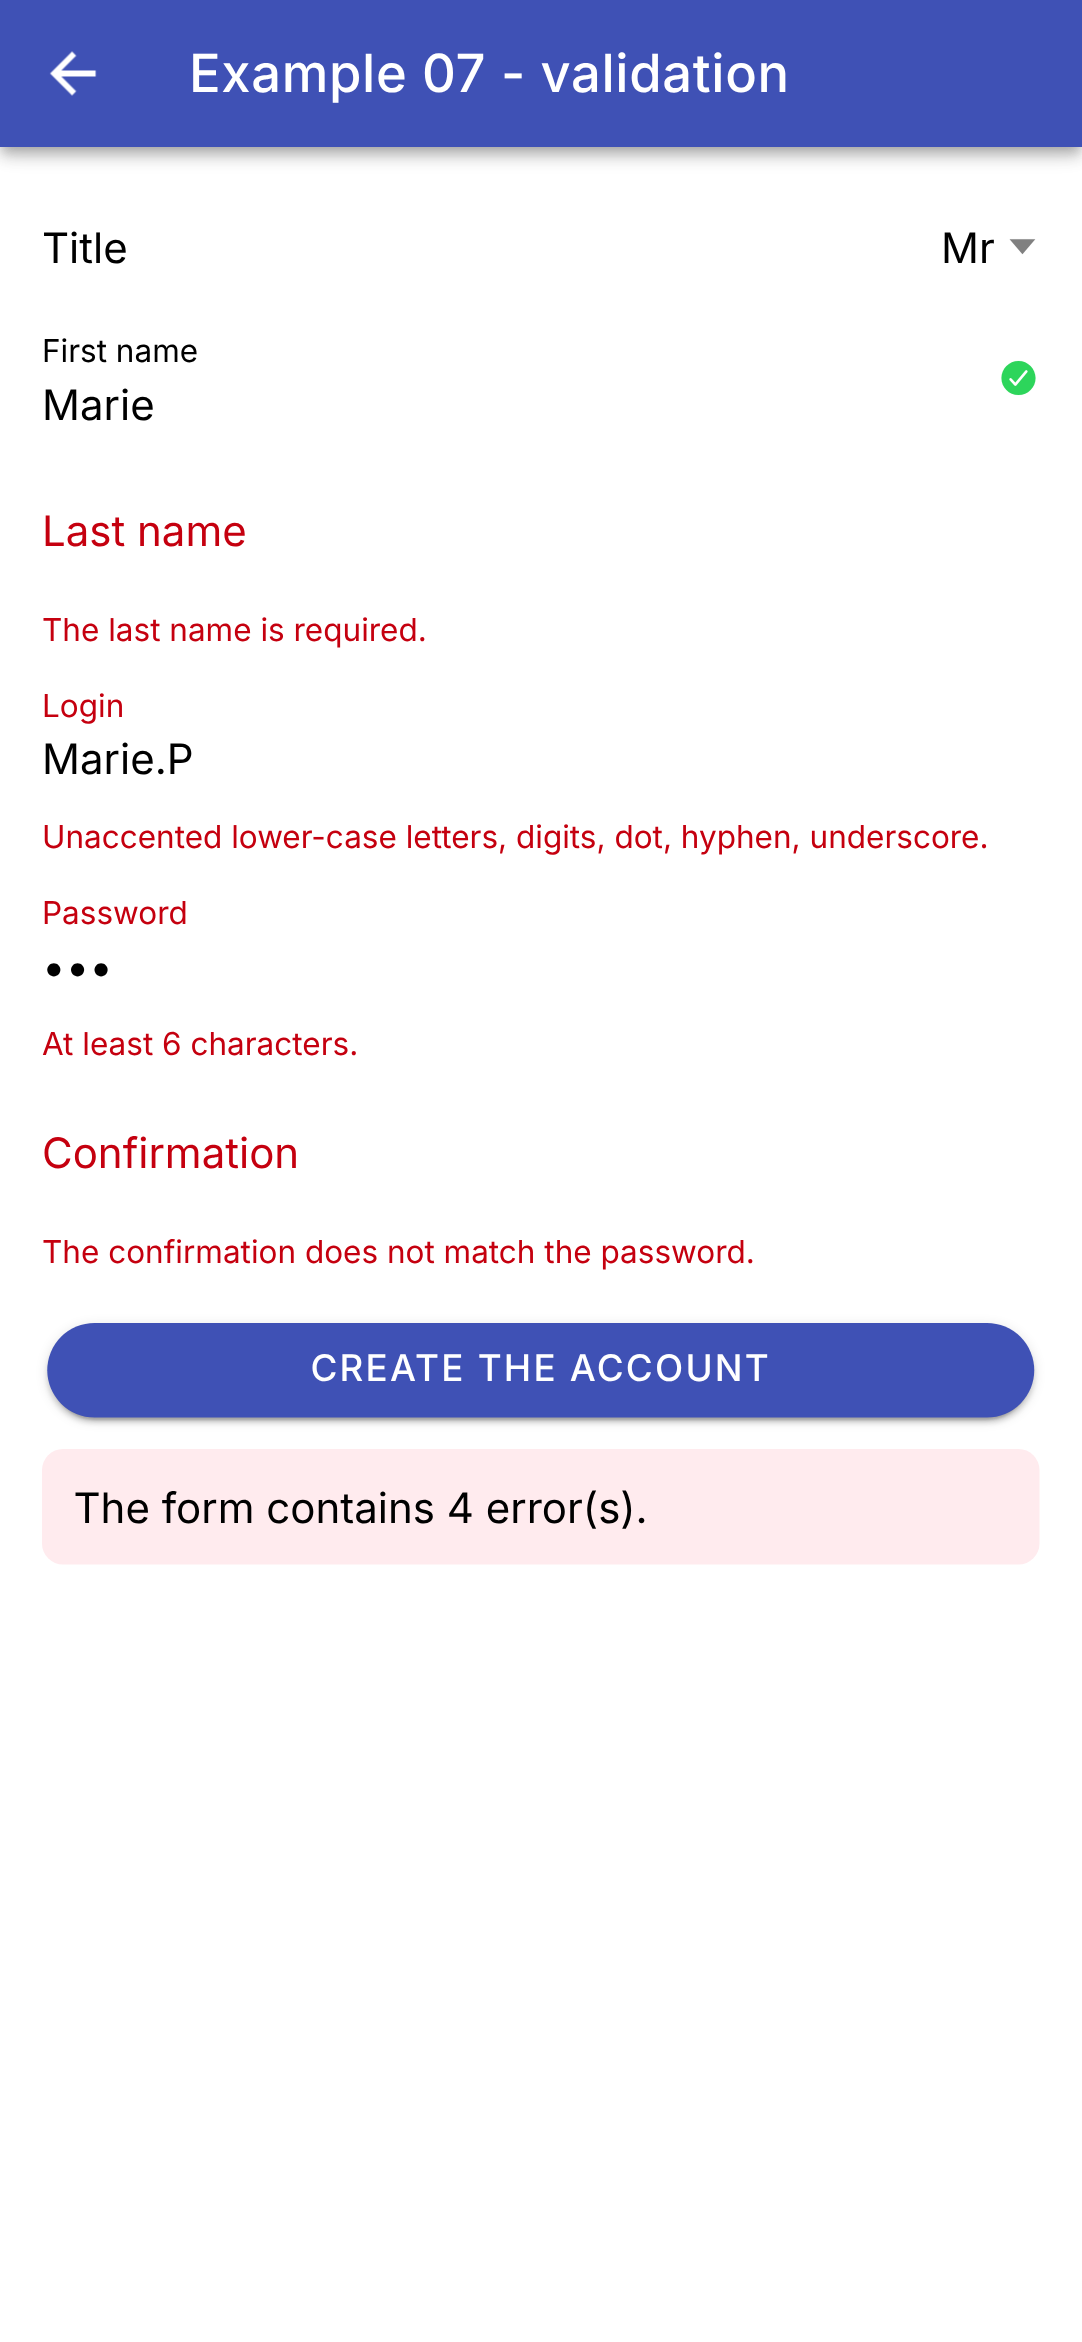 Example 07 - validation
Title
Mr
First name
Marie
Last name
The last name is required.
Login
Marie.P
Unaccented lower-case letters, digits, dot, hyphen, underscore.
Password
•••
At least 6 characters.
Confirmation
The confirmation does not match the password.
CREATE THE ACCOUNT
The form contains 4 error(s).